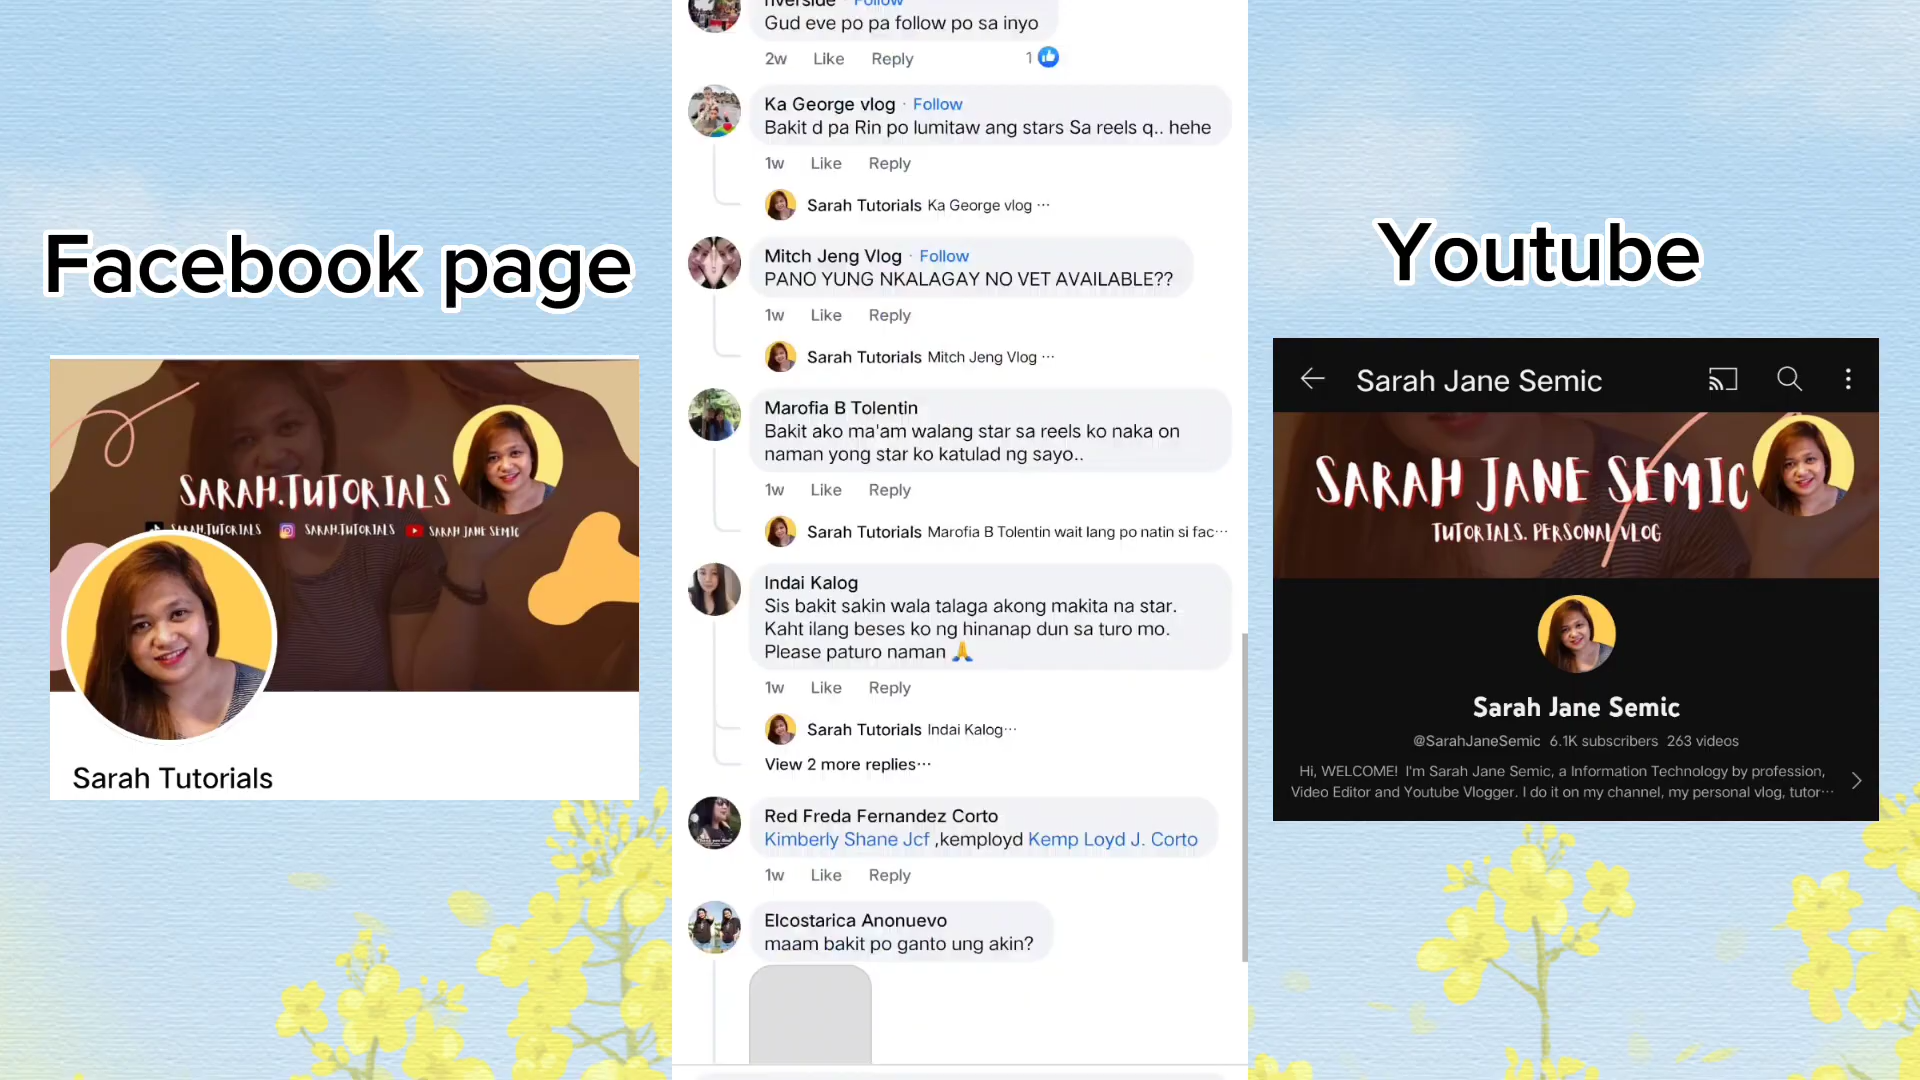 Facebook page
SARAH.TUTORIALS
SARAH.TUTORIALS SARAH.TUTORIALS SARAH JANE SEMIC
Sarah Tutorials
riverside · Follow
Gud eve po pa follow po sa inyo
2w Like Reply 1
Ka George vlog · Follow
Bakit d pa Rin po lumitaw ang stars Sa reels q.. hehe
1w Like Reply
Sarah Tutorials Ka George vlog ···
Mitch Jeng Vlog · Follow
PANO YUNG NKALAGAY NO VET AVAILABLE??
1w Like Reply
Sarah Tutorials Mitch Jeng Vlog ···
Marofia B Tolentin
Bakit ako ma'am walang star sa reels ko naka on
naman yong star ko katulad ng sayo..
1w Like Reply
Sarah Tutorials Marofia B Tolentin wait lang po natin si fac···
Indai Kalog
Sis bakit sakin wala talaga akong makita na star.
Kaht ilang beses ko ng hinanap dun sa turo mo.
Please paturo naman 🙏
1w Like Reply
Sarah Tutorials Indai Kalog···
View 2 more replies···
Red Freda Fernandez Corto
Kimberly Shane Jcf ,kemployd Kemp Loyd J. Corto
1w Like Reply
Elcostarica Anonuevo
maam bakit po ganto ung akin?
Youtube
Sarah Jane Semic
SARAH JANE SEMIC
TUTORIALS. PERSONAL VLOG
Sarah Jane Semic
@SarahJaneSemic 6.1K subscribers 263 videos
Hi, WELCOME! I'm Sarah Jane Semic, a Information Technology by profession,
Video Editor and Youtube Vlogger. I do it on my channel, my personal vlog, tutor···